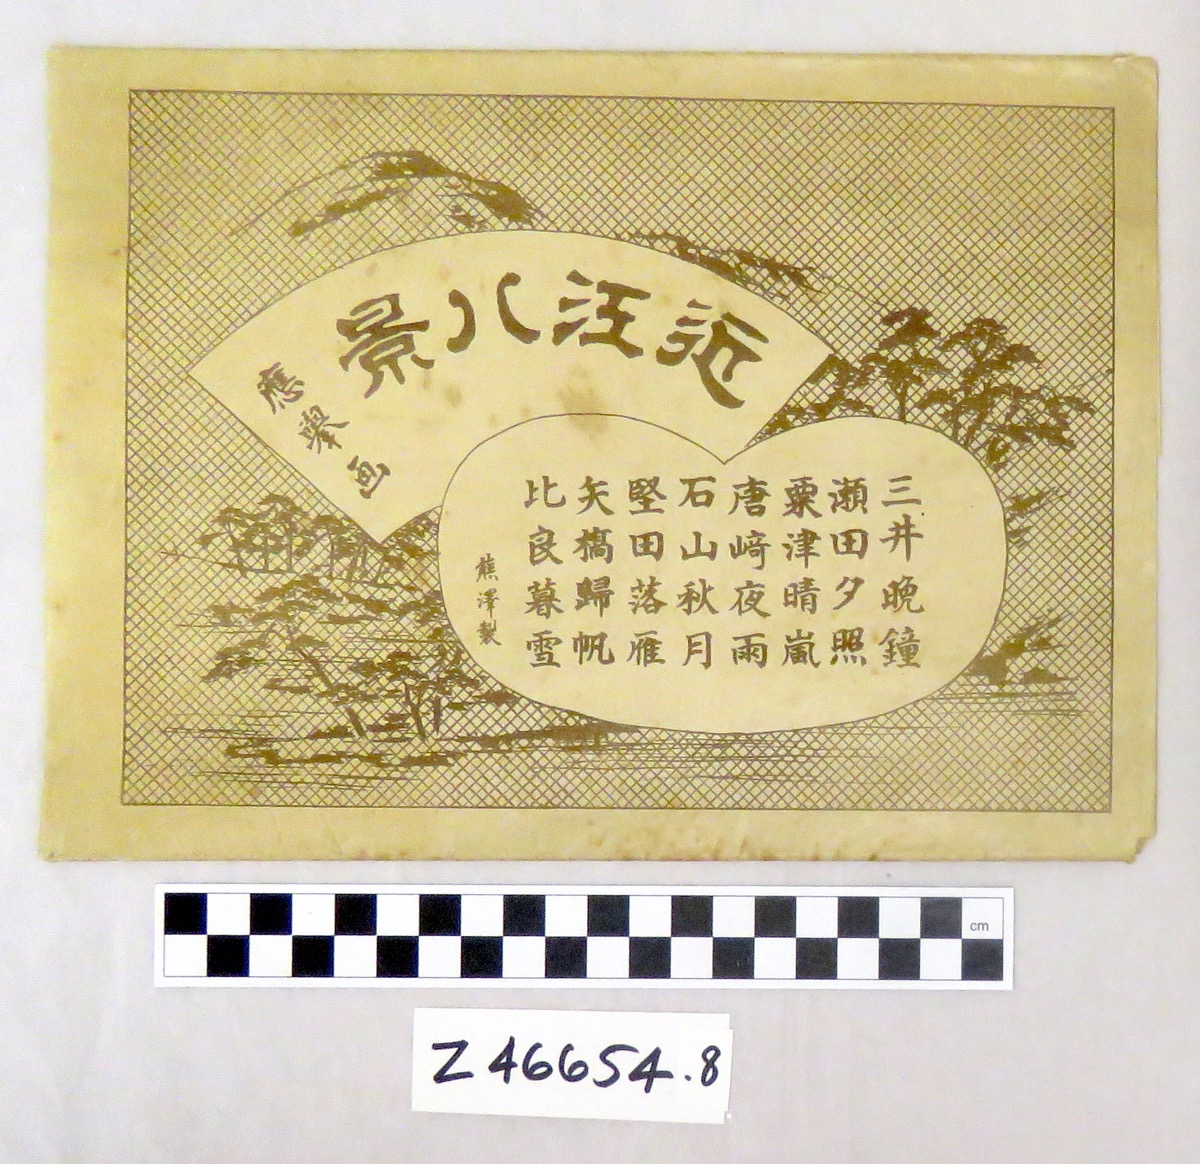 近江八景
應擧画
三井晩鐘
瀬田夕照
粟津晴嵐
唐﨑夜雨
石山秋月
堅田落雁
矢橋歸帆
比良暮雪
熊澤製
cm
Z 46654.8